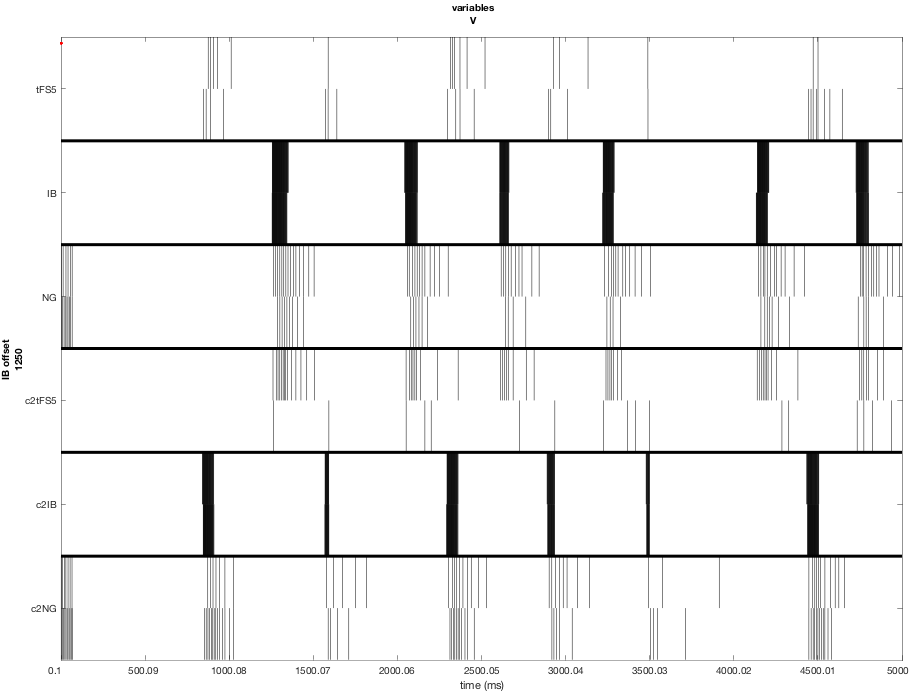 variables
V
tFS5
IB
NG
IB offset
1250
c2tFS5
c2IB
c2NG
0.1 500.09 1000.08 1500.07 2000.06 2500.05 3000.04 3500.03 4000.02 4500.01 5000
time (ms)